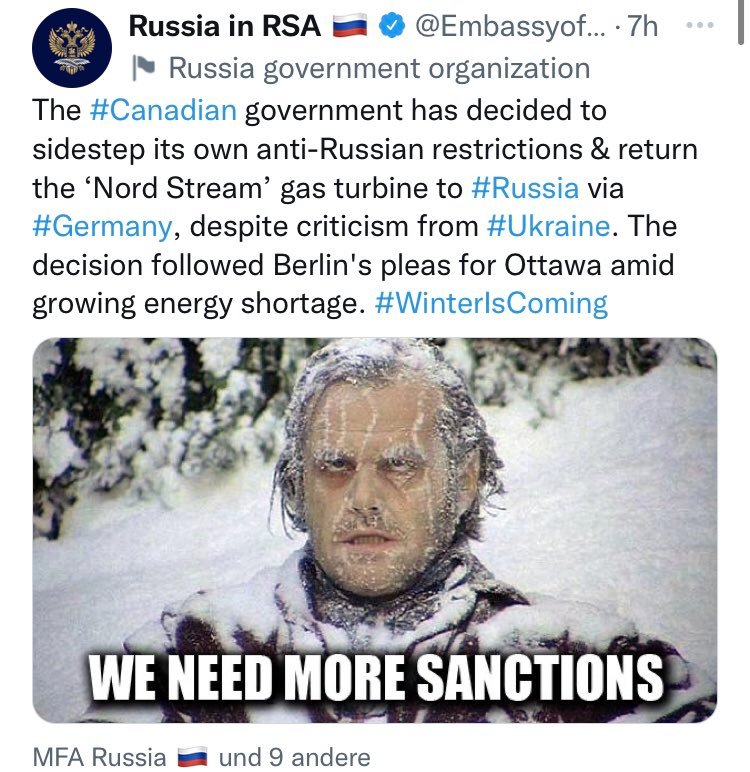 Russia in RSA 🇷🇺 @Embassyof... · 7h
Russia government organization
The #Canadian government has decided to
sidestep its own anti-Russian restrictions & return
the ‘Nord Stream’ gas turbine to #Russia via
#Germany, despite criticism from #Ukraine. The
decision followed Berlin's pleas for Ottawa amid
growing energy shortage. #WinterIsComing
WE NEED MORE SANCTIONS
MFA Russia 🇷🇺 und 9 andere